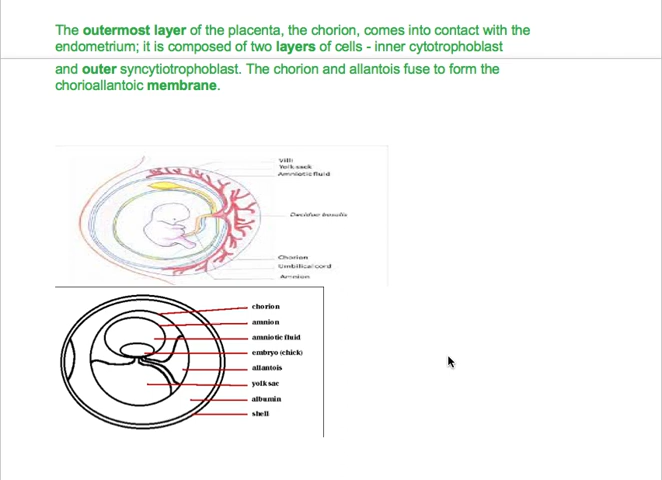 The outermost layer of the placenta, the chorion, comes into contact with the
endometrium; it is composed of two layers of cells - inner cytotrophoblast
and outer syncytiotrophoblast. The chorion and allantois fuse to form the
chorioallantoic membrane.
Villi
Yolk sack
Amniotic fluid
Decidua basalis
Chorion
Umbilical cord
Amnion
chorion
amnion
amniotic fluid
embryo (chick)
allantois
yolk sac
albumin
shell